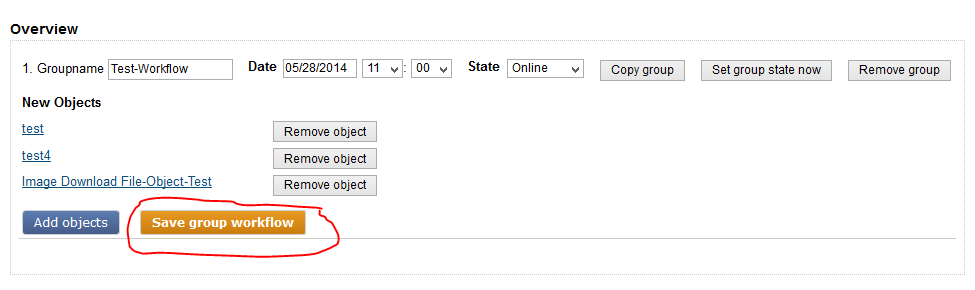 Overview
1. Groupname Test-Workflow Date 05/28/2014 11 : 00 State Online Copy group Set group state now Remove group
New Objects
test Remove object
test4 Remove object
Image Download File-Object-Test Remove object
Add objects Save group workflow